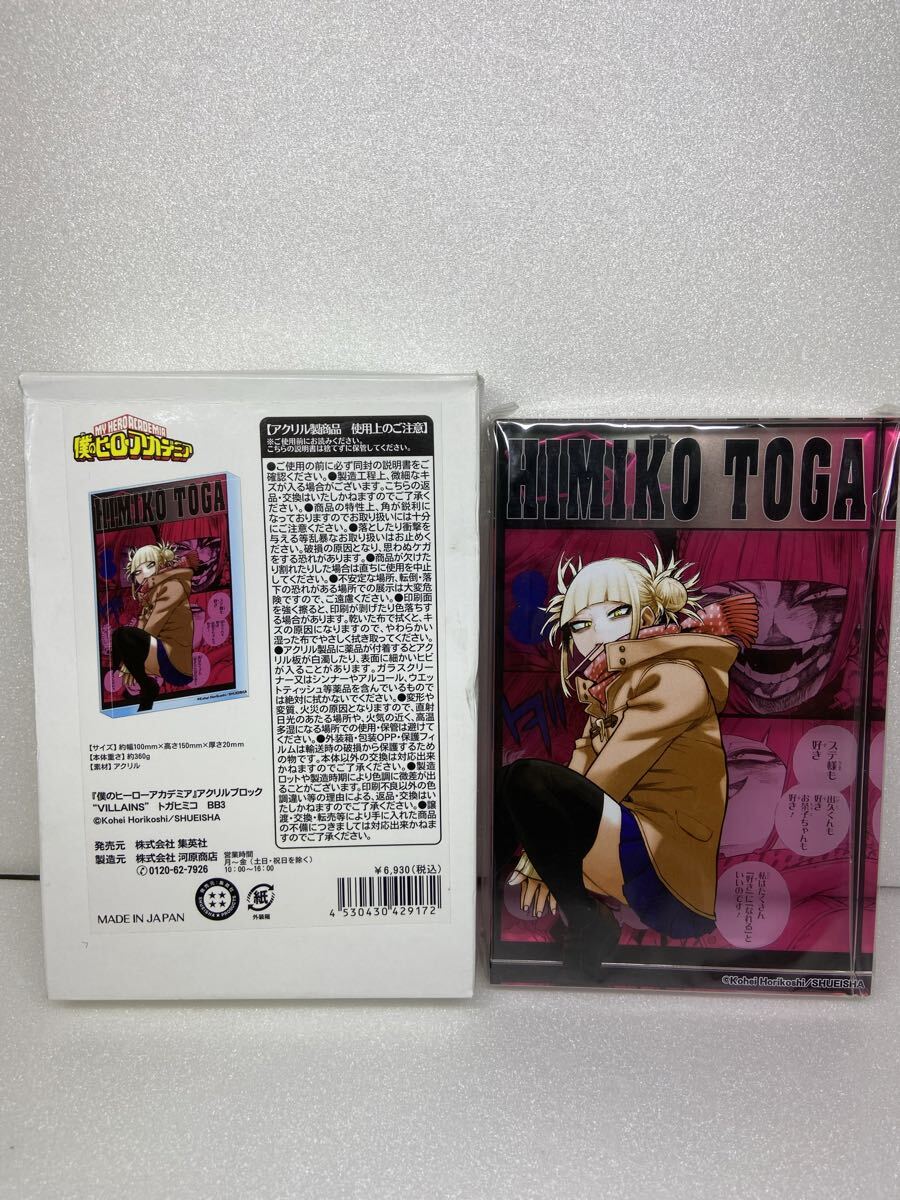 MY HERO ACADEMIA
僕のヒーローアカデミア
HIMIKO TOGA
©Kohei Horikoshi/SHUEISHA
【サイズ】約幅100mm×高さ150mm×厚さ20mm
【本体重さ】約360g
【素材】アクリル
『僕のヒーローアカデミア』アクリルブロック
"VILLAINS" トガヒミコ BB3
©Kohei Horikoshi/SHUEISHA
発売元 株式会社 集英社
製造元 株式会社 河原商店
✆0120-62-7926
営業時間
月～金(土日・祝日を除く)
10:00～16:00
MADE IN JAPAN
【アクリル製商品 使用上のご注意】
※ご使用前にお読みください。
こちらの説明書は捨てずに保管してください。
●ご使用の前に必ず同封の説明書をご
確認ください。●製造工程上、微細なキ
ズが入る場合がございます。こちらの返
品・交換はいたしかねますのでご了承く
ださい。●商品の特性上、角が鋭利に
なっておりますのでお取り扱いには十分
にご注意ください。●落としたり衝撃を
与える等乱暴なお取り扱いはお止めく
ださい。破損の原因となり、思わぬケガ
をする恐れがあります。●商品が欠けた
り割れたりした場合は直ちに使用を中止
してください。●不安定な場所、転倒・落
下の恐れがある場所での展示は大変危
険ですので、ご遠慮ください。●印刷面
を強く擦ると、印刷が剥げたり色落ちす
る場合があります。乾いた布で拭くと、キ
ズの原因になりますので、やわらかい
湿った布でやさしく拭き取ってください。
●アクリル製品に薬品が付着するとアク
リル板が白濁したり、表面に細かいヒビ
が入ることがあります。ガラスクリー
ナー又はシンナーやアルコール、ウエッ
トティッシュ等薬品を含んでいるものでは
絶対に拭かないでください。●変形や
変質、火災の原因となりますので、直射
日光のあたる場所や、火気の近く、高温
多湿になる場所での使用・保管は避けて
ください。●外装箱・包装OPP・保護フィ
ルムは輸送時の破損から保護するため
の物です。本体以外の交換は対応出来
かねますのでご了承ください。●製造
ロットや製造時期により色調に微差が出
ることがございます。印刷不良以外の色
調違い等の理由による、返品・交換はい
たしかねますのでご了承ください。●譲
渡・交換・転売等により手に入れた商品
の不備につきましては対応出来かねま
すのでご了承ください。
¥6,930(税込)
4 530430 429172
紙
外装箱
HIMIKO TOGA
ステ様も
好き
出久くんも
好き
お茶子ちゃんも
好き!
私はたくさん
「好き」に「なれる」と
いいのです!
©Kohei Horikoshi/SHUEISHA